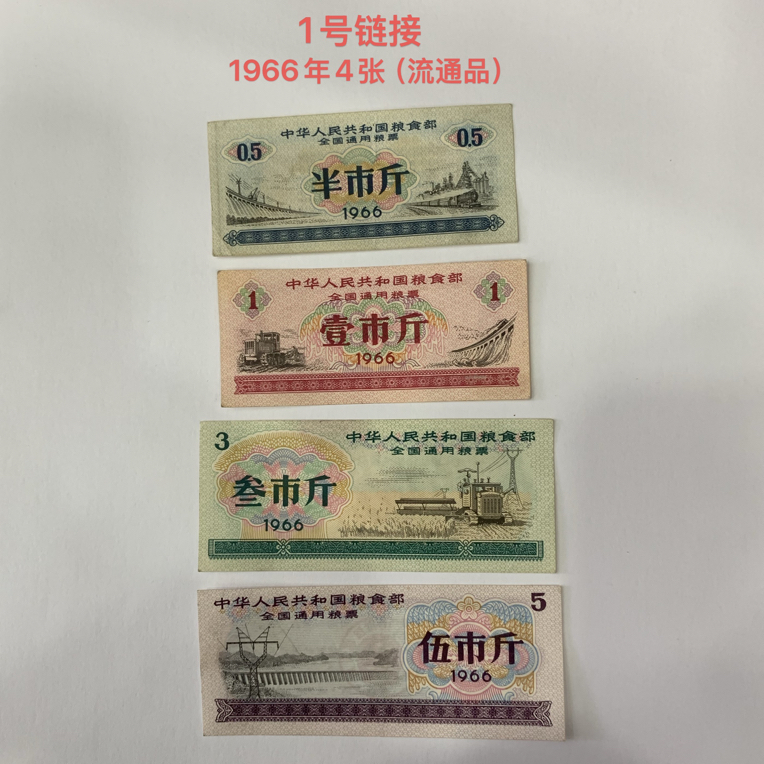 1号链接
1966年4张（流通品）
中华人民共和国粮食部
全国通用粮票
0.5
0.5
半市斤
1966
中华人民共和国粮食部
全国通用粮票
1
1
壹市斤
1966
3
中华人民共和国粮食部
全国通用粮票
叁市斤
1966
中华人民共和国粮食部
5
全国通用粮票
伍市斤
1966